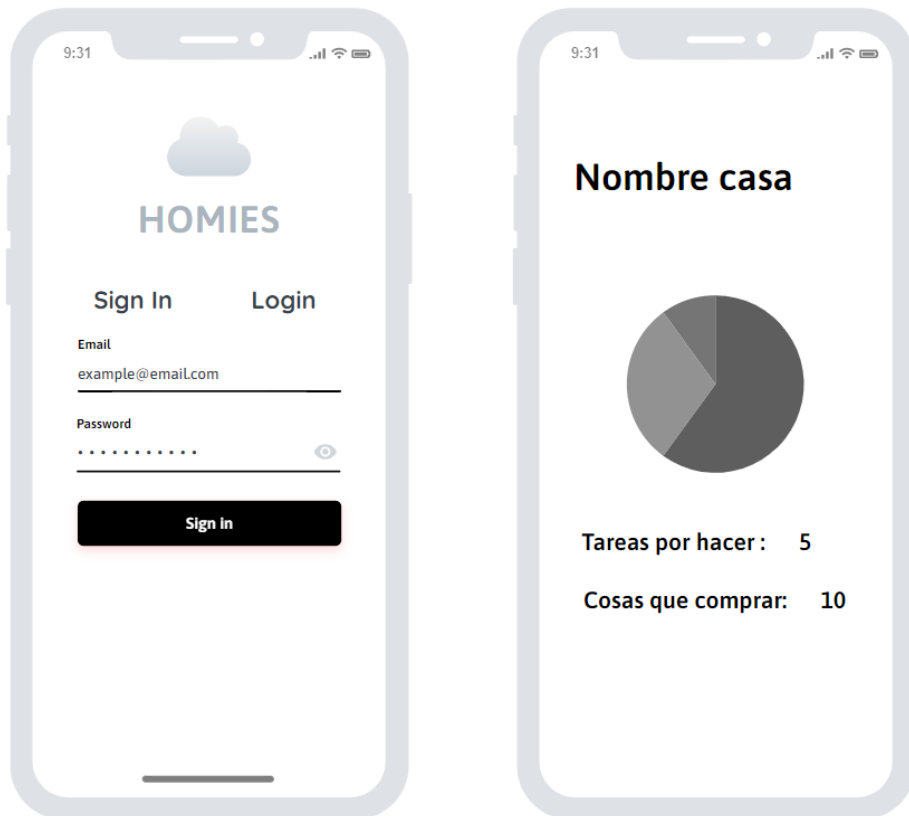 9:31
HOMIES
Sign In Login
Email
example@email.com
Password
Sign in
9:31
Nombre casa
Tareas por hacer : 5
Cosas que comprar: 10